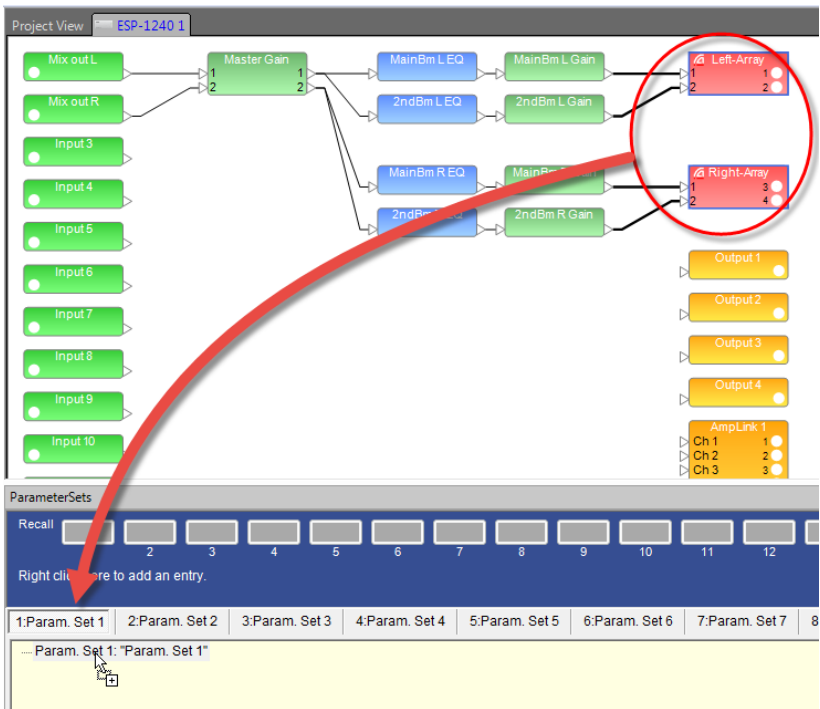 Project View ESP-1240 1
Mix out L
Master Gain
1 1
2 2
MainBm L EQ
MainBm L Gain
Left-Array
1 1
2 2
Mix out R
2ndBm L EQ
2ndBm L Gain
Input 3
Input 4
MainBm R EQ
Right-Array
1 3
2 4
Input 5
2ndBm R Gain
Output 1
Input 6
Output 2
Input 7
Output 3
Input 8
Output 4
Input 9
Input 10
AmpLink 1
Ch 1 1
Ch 2 2
Ch 3 3
ParameterSets
Recall
2 3 4 5 6 7 8 9 10 11 12
Right cli re to add an entry.
1:Param. Set 1 2:Param. Set 2 3:Param. Set 3 4:Param. Set 4 5:Param. Set 5 6:Param. Set 6 7:Param. Set 7 8
Param. Set 1: "Param. Set 1"